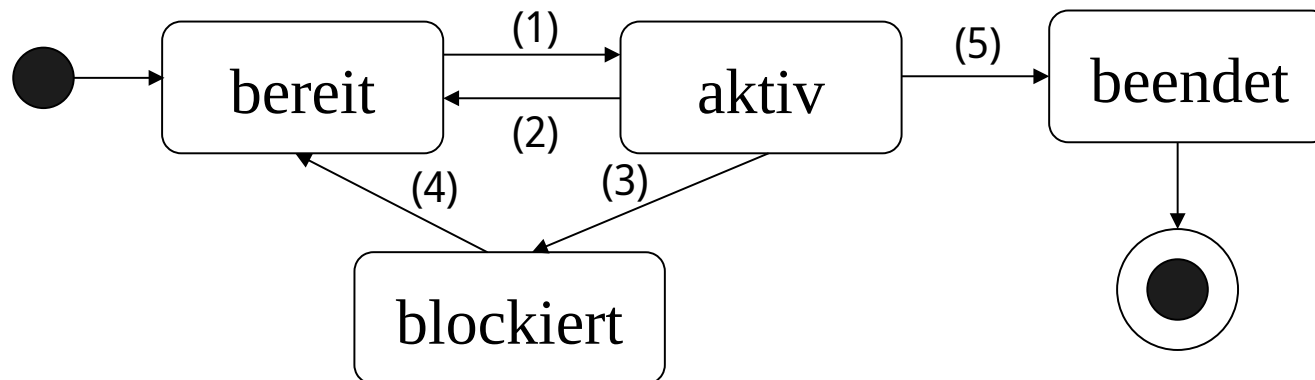 bereit
(1)
aktiv
(5)
beendet
(2)
(4)
(3)
blockiert